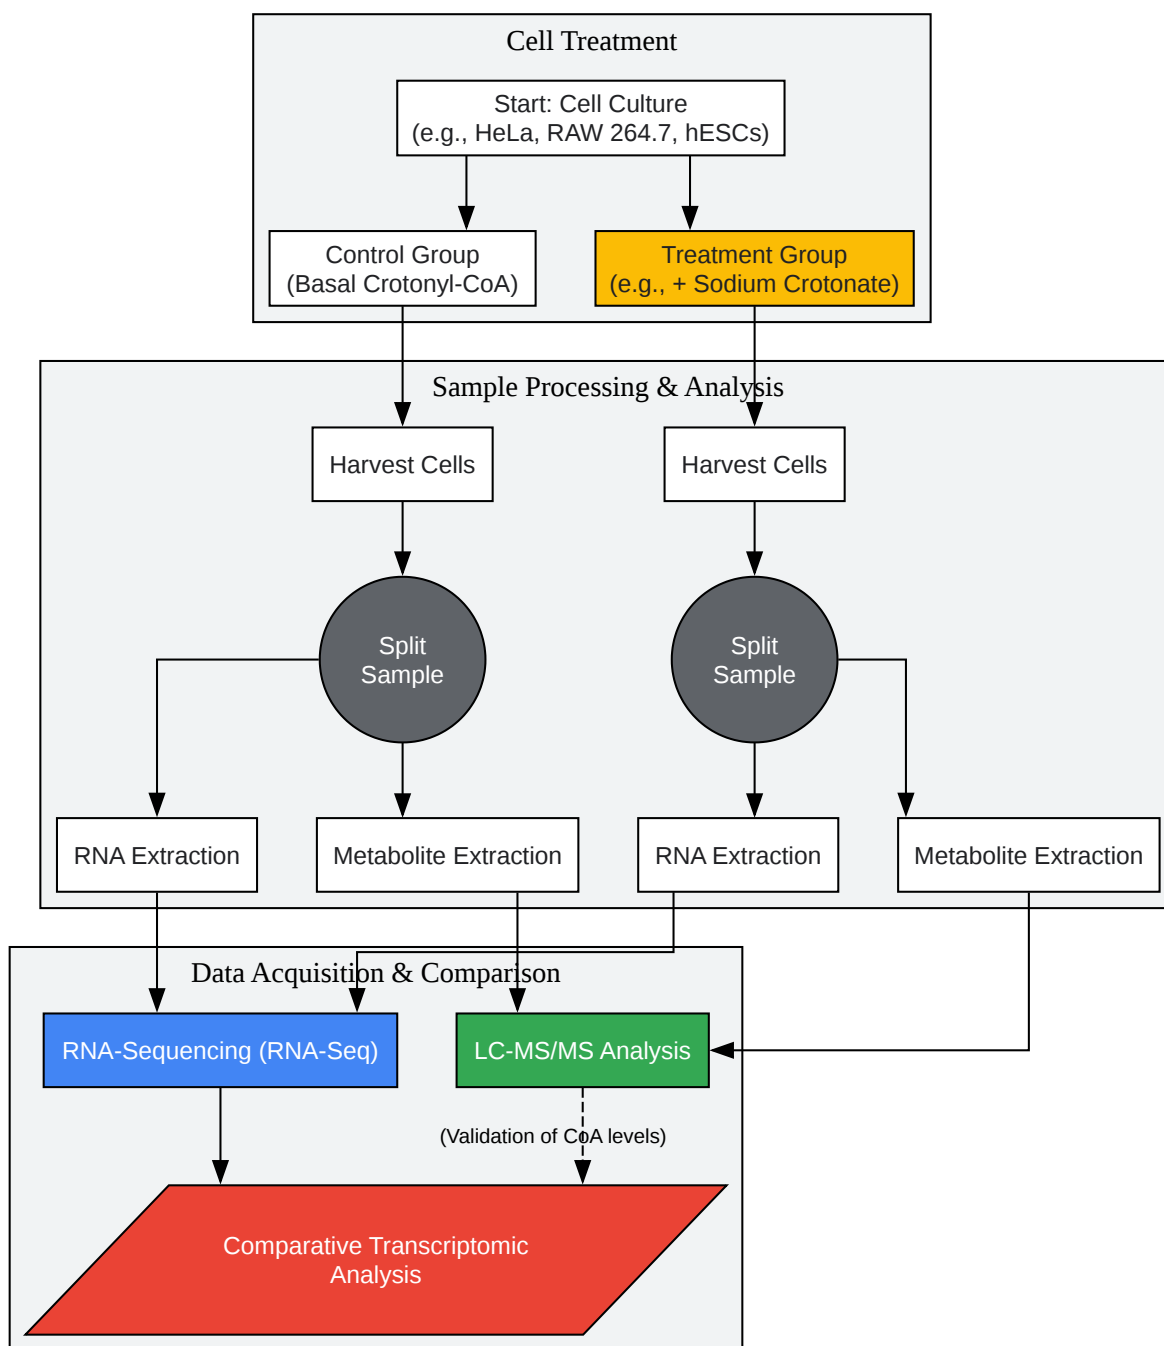 Cell Treatment
Start: Cell Culture
(e.g., HeLa, RAW 264.7, hESCs)
Control Group
(Basal Crotonyl-CoA)
Treatment Group
(e.g., + Sodium Crotonate)
Sample Processing & Analysis
Harvest Cells
Harvest Cells
Split
Sample
Split
Sample
RNA Extraction
Metabolite Extraction
RNA Extraction
Metabolite Extraction
Data Acquisition & Comparison
RNA-Sequencing (RNA-Seq)
LC-MS/MS Analysis
(Validation of CoA levels)
Comparative Transcriptomic
Analysis